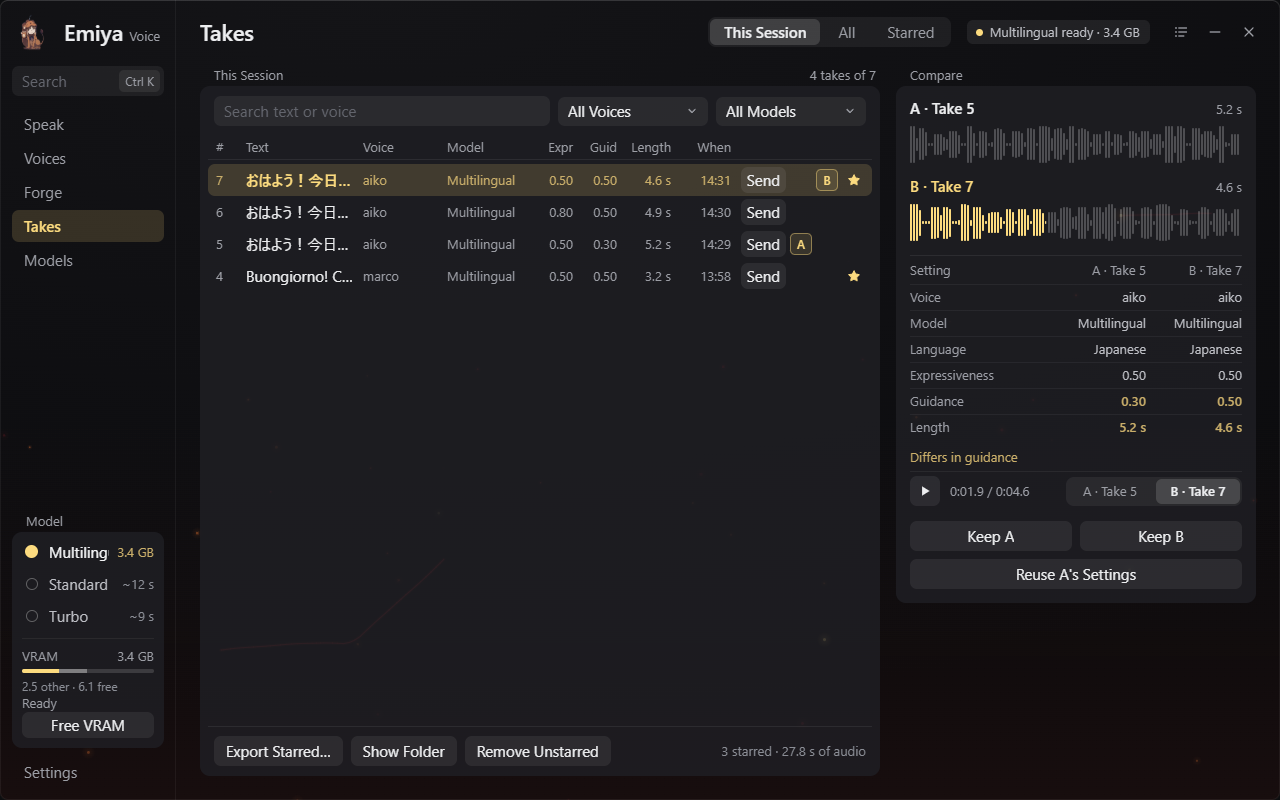 Emiya Voice
Search Ctrl K
Speak
Voices
Forge
Takes
Models
Model
Multiling 3.4 GB
Standard ~12 s
Turbo ~9 s
VRAM 3.4 GB
2.5 other · 6.1 free
Ready
Free VRAM
Settings
Takes
This Session All Starred
Multilingual ready · 3.4 GB
This Session 4 takes of 7
Search text or voice All Voices All Models
# Text Voice Model Expr Guid Length When
7 おはよう！今日... aiko Multilingual 0.50 0.50 4.6 s 14:31 Send B
6 おはよう！今日... aiko Multilingual 0.80 0.50 4.9 s 14:30 Send
5 おはよう！今日... aiko Multilingual 0.50 0.30 5.2 s 14:29 Send A
4 Buongiorno! C... marco Multilingual 0.50 0.50 3.2 s 13:58 Send
Export Starred... Show Folder Remove Unstarred 3 starred · 27.8 s of audio
Compare
A · Take 5 5.2 s
B · Take 7 4.6 s
Setting A · Take 5 B · Take 7
Voice aiko aiko
Model Multilingual Multilingual
Language Japanese Japanese
Expressiveness 0.50 0.50
Guidance 0.30 0.50
Length 5.2 s 4.6 s
Differs in guidance
0:01.9 / 0:04.6 A · Take 5 B · Take 7
Keep A Keep B
Reuse A's Settings